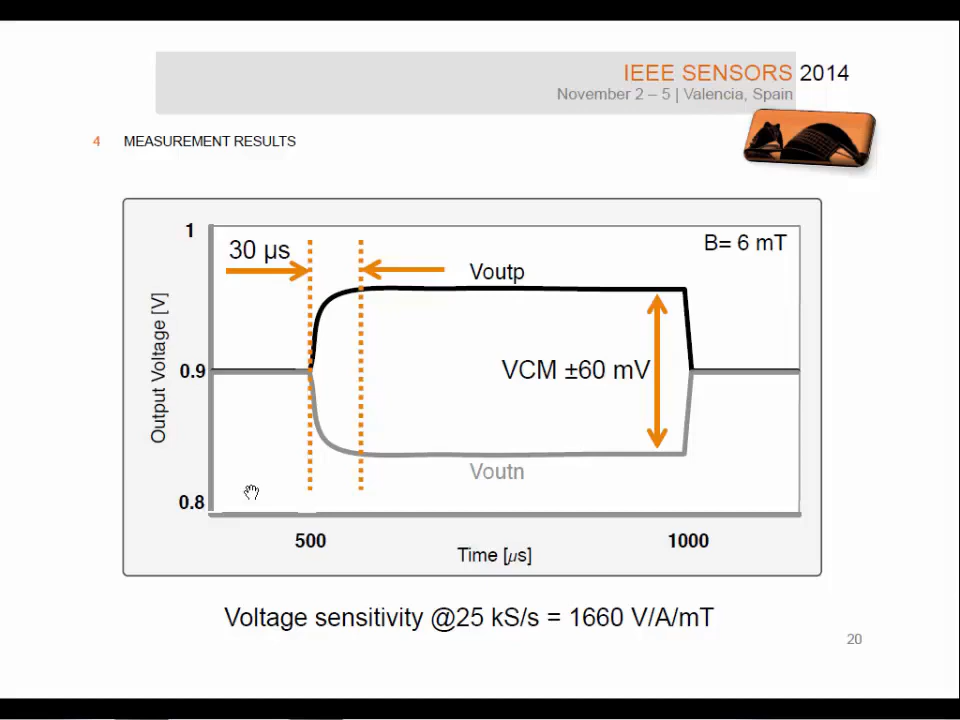 IEEE SENSORS 2014
November 2 – 5 | Valencia, Spain
4 MEASUREMENT RESULTS
1
30 µs
B= 6 mT
Voutp
Output Voltage [V]
0.9
VCM ±60 mV
Voutn
0.8
500
1000
Time [µs]
Voltage sensitivity @25 kS/s = 1660 V/A/mT
20